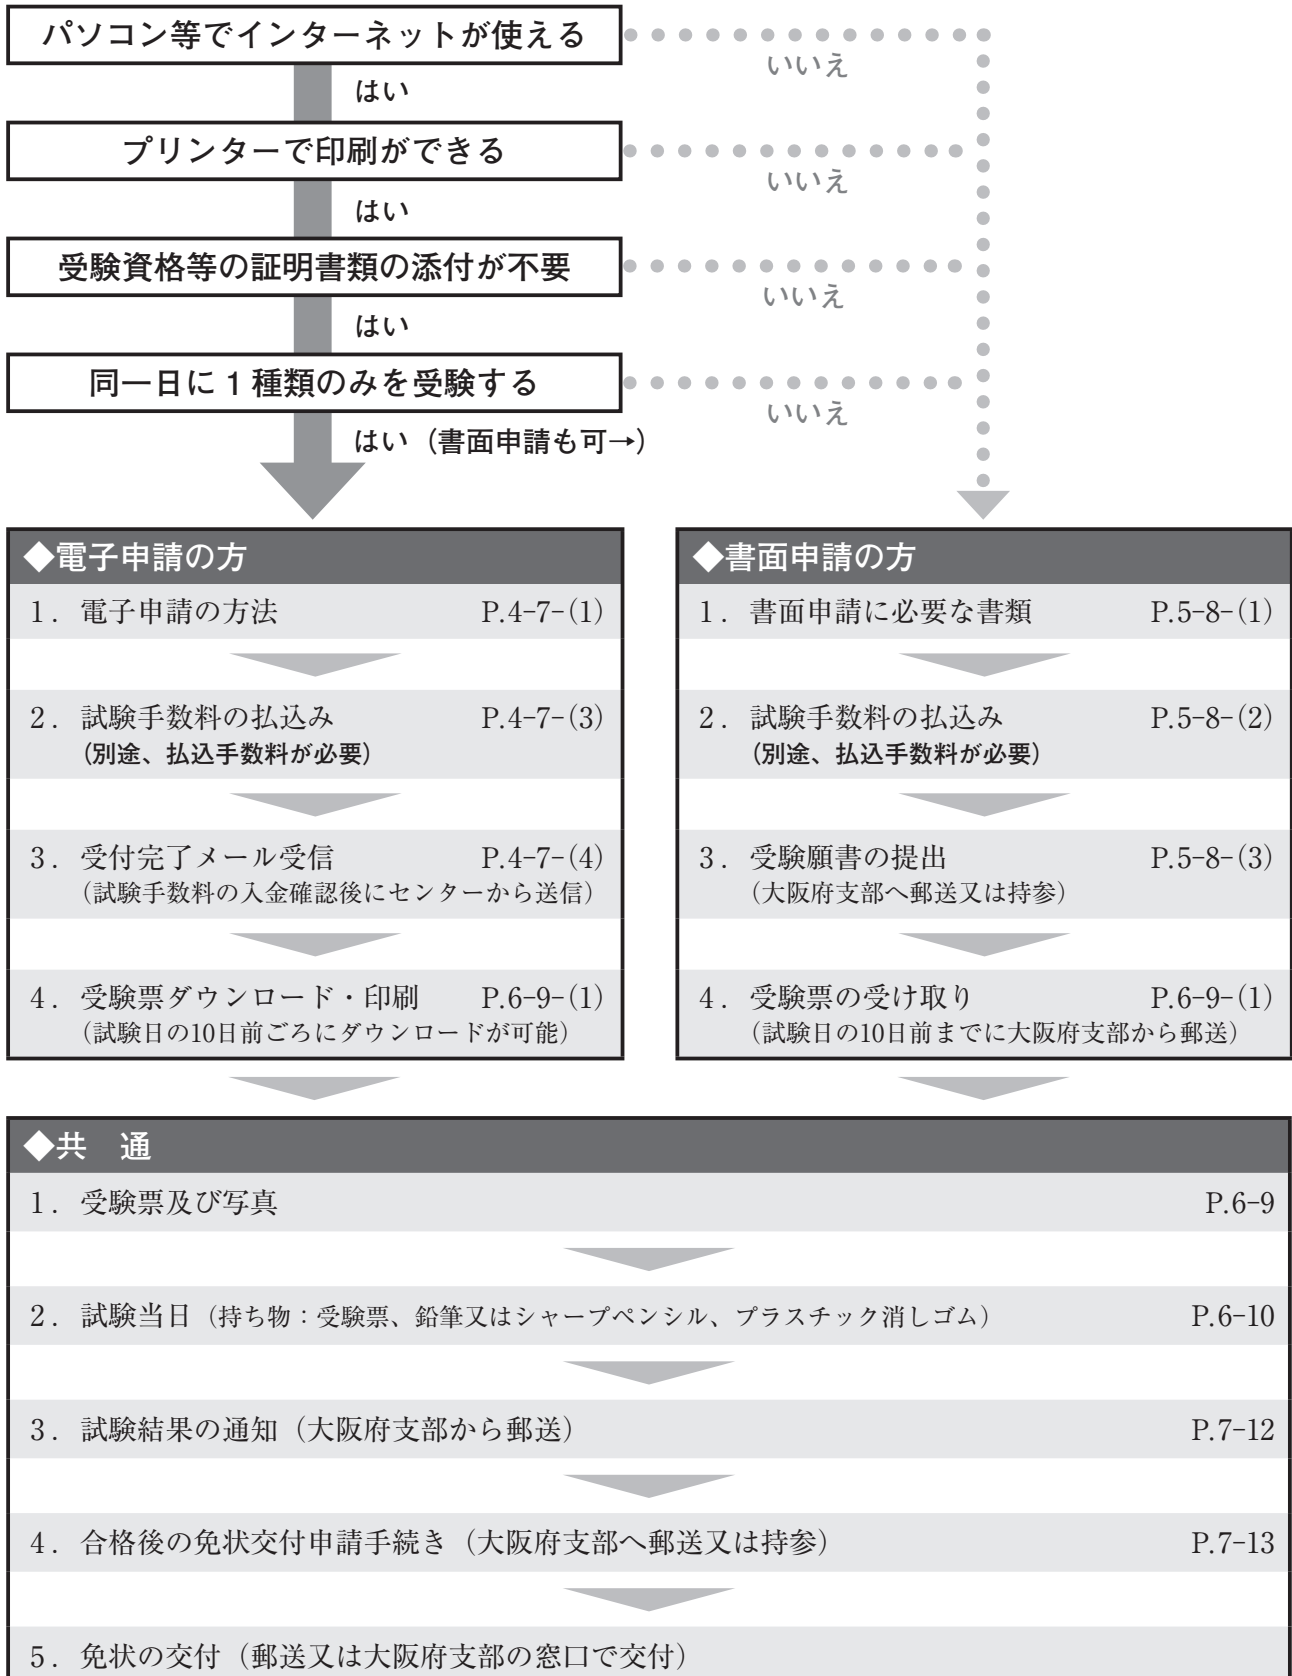 パソコン等でインターネットが使える
いいえ
はい
プリンターで印刷ができる
いいえ
はい
受験資格等の証明書類の添付が不要
いいえ
はい
同一日に1種類のみを受験する
いいえ
はい（書面申請も可→）
◆電子申請の方
1．電子申請の方法 P.4-7-(1)
2．試験手数料の払込み P.4-7-(3)
（別途、払込手数料が必要）
3．受付完了メール受信 P.4-7-(4)
（試験手数料の入金確認後にセンターから送信）
4．受験票ダウンロード・印刷 P.6-9-(1)
（試験日の10日前ごろにダウンロードが可能）
◆書面申請の方
1．書面申請に必要な書類 P.5-8-(1)
2．試験手数料の払込み P.5-8-(2)
（別途、払込手数料が必要）
3．受験願書の提出 P.5-8-(3)
（大阪府支部へ郵送又は持参）
4．受験票の受け取り P.6-9-(1)
（試験日の10日前までに大阪府支部から郵送）
◆共　通
1．受験票及び写真 P.6-9
2．試験当日（持ち物：受験票、鉛筆又はシャープペンシル、プラスチック消しゴム） P.6-10
3．試験結果の通知（大阪府支部から郵送） P.7-12
4．合格後の免状交付申請手続き（大阪府支部へ郵送又は持参） P.7-13
5．免状の交付（郵送又は大阪府支部の窓口で交付）